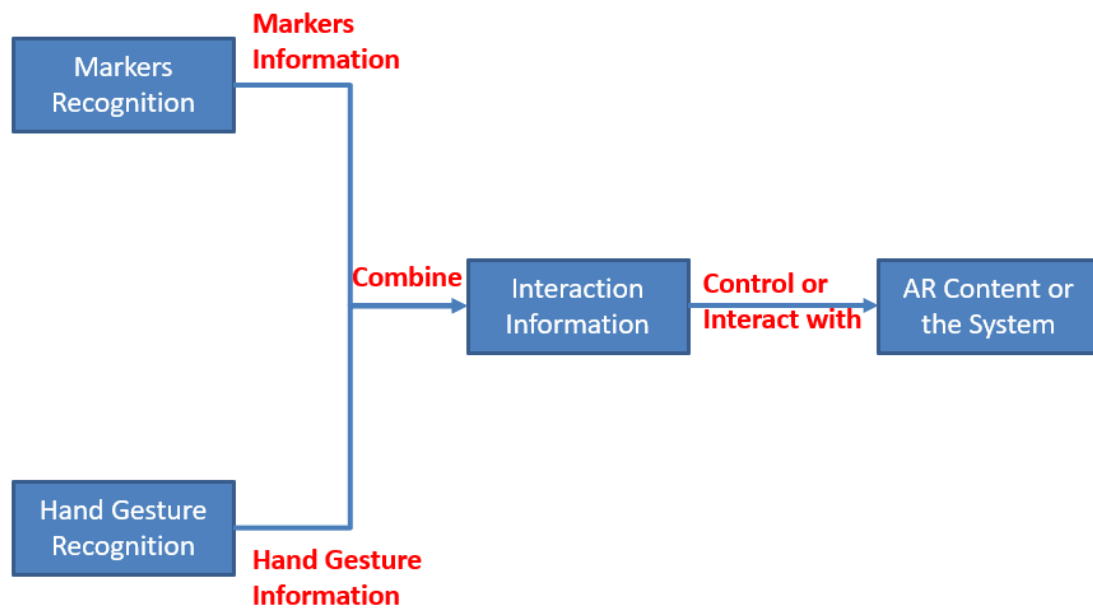 Markers
Information
Markers
Recognition
Combine
Interaction
Information
Control or
Interact with
AR Content or
the System
Hand Gesture
Recognition
Hand Gesture
Information